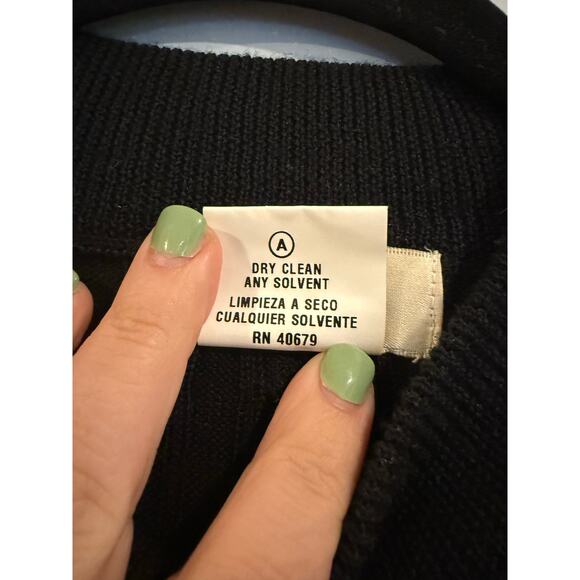 A
DRY CLEAN
ANY SOLVENT
LIMPIEZA A SECO
CUALQUIER SOLVENTE
RN 40679